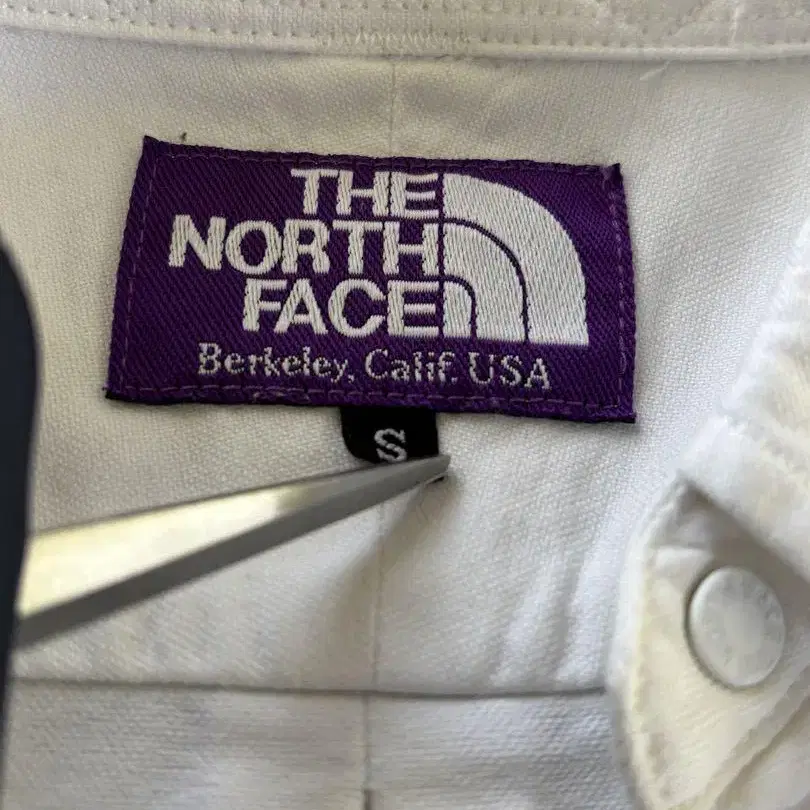 THE
NORTH
FACE
Berkeley, Calif. USA
S